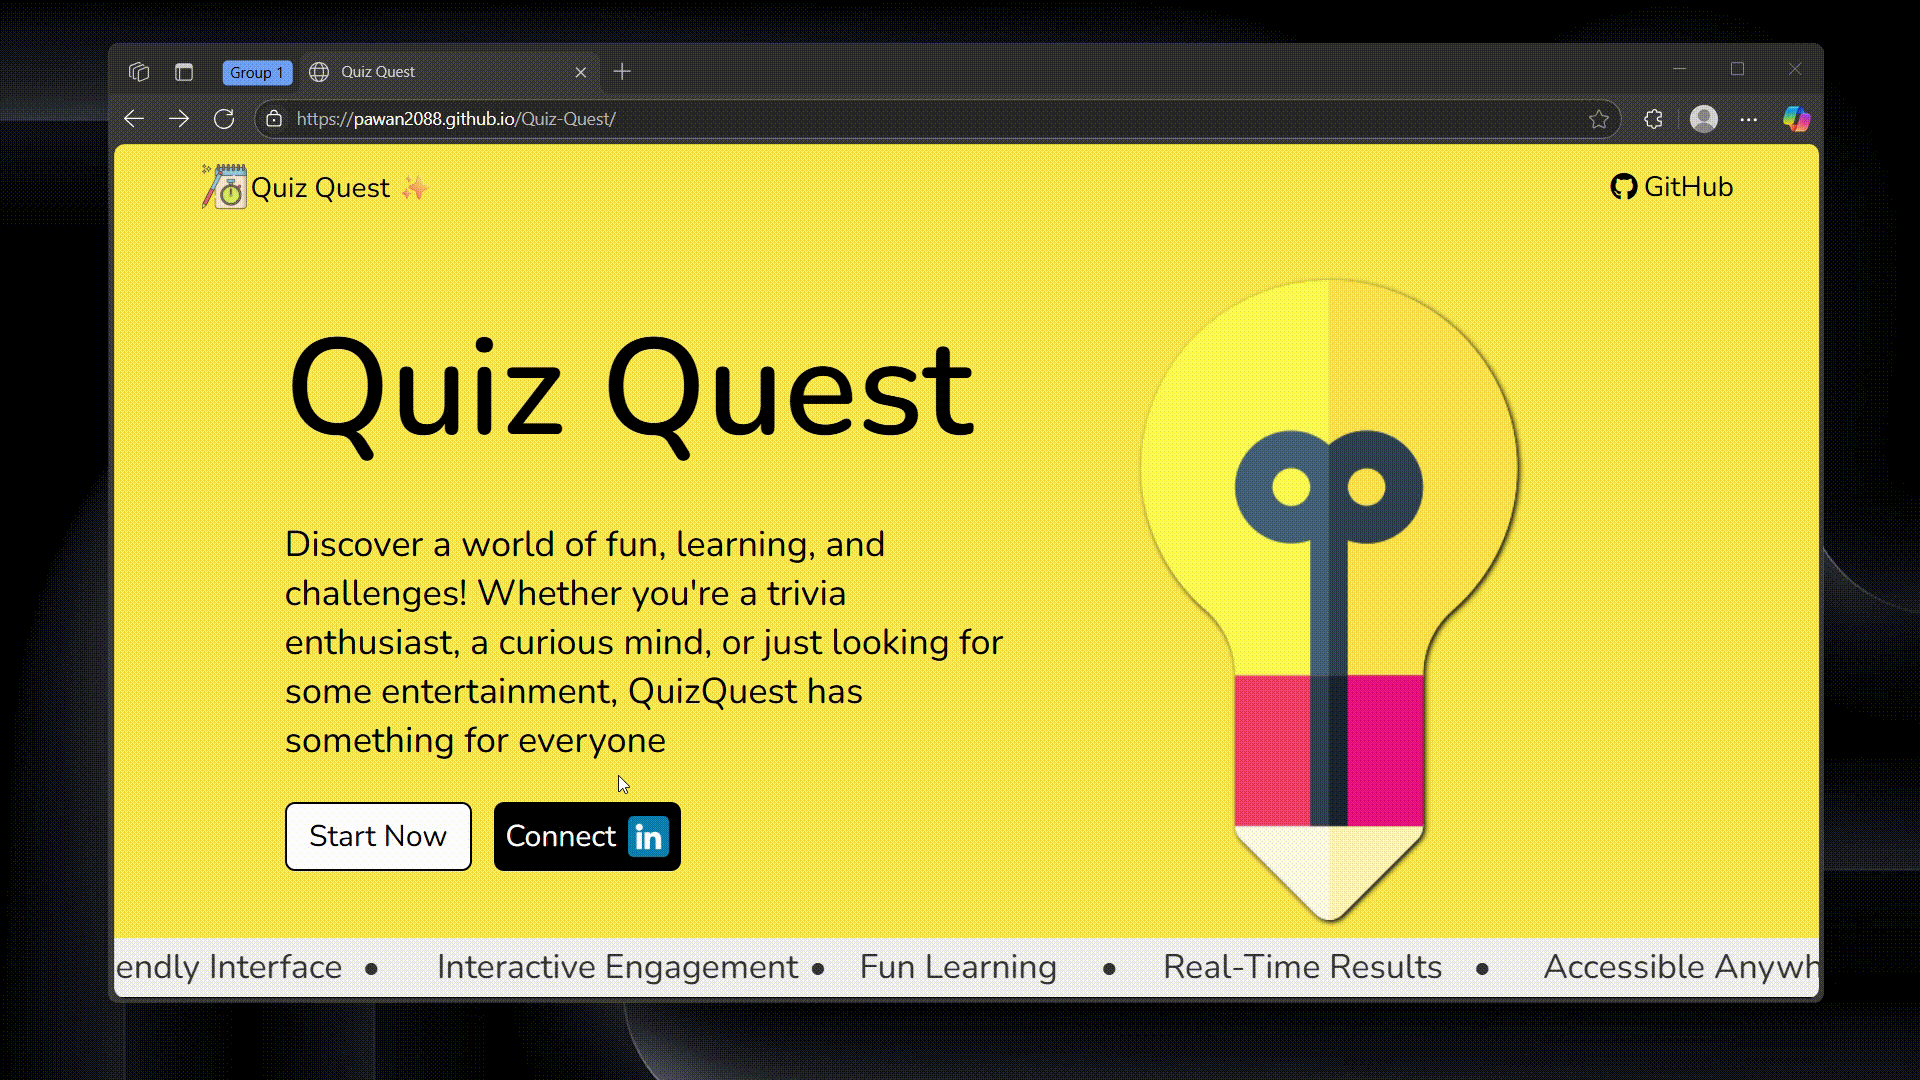 Group 1
Quiz Quest
https://pawan2088.github.io/Quiz-Quest/
Quiz Quest
GitHub
Quiz Quest
Discover a world of fun, learning, and
challenges! Whether you're a trivia
enthusiast, a curious mind, or just looking for
some entertainment, QuizQuest has
something for everyone
Start Now
Connect in
endly Interface • Interactive Engagement • Fun Learning • Real-Time Results • Accessible Anywh